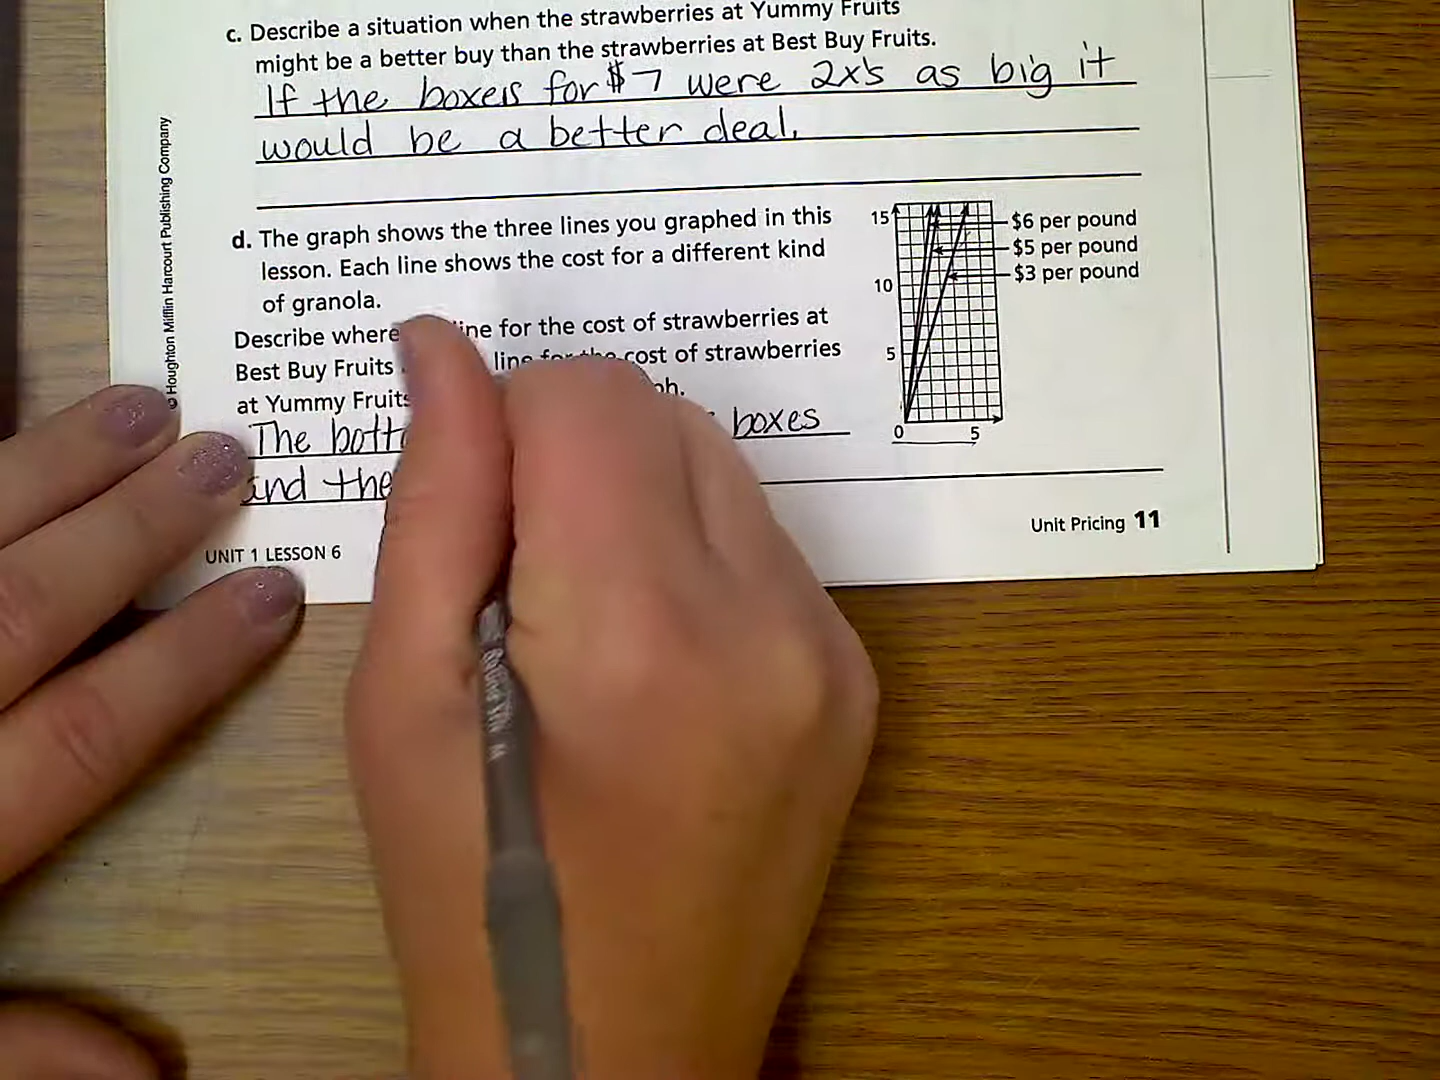 c. Describe a situation when the strawberries at Yummy Fruits
might be a better buy than the strawberries at Best Buy Fruits.
If the boxes for $7 were 2x's as big it
would be a better deal.
© Houghton Mifflin Harcourt Publishing Company
d. The graph shows the three lines you graphed in this
lesson. Each line shows the cost for a different kind
of granola.
Describe where line for the cost of strawberries at
Best Buy Fruits line for the cost of strawberries
at Yummy Fruits
The boxes
and the
15
10
5
0 5
$6 per pound
$5 per pound
$3 per pound
UNIT 1 LESSON 6
Unit Pricing 11